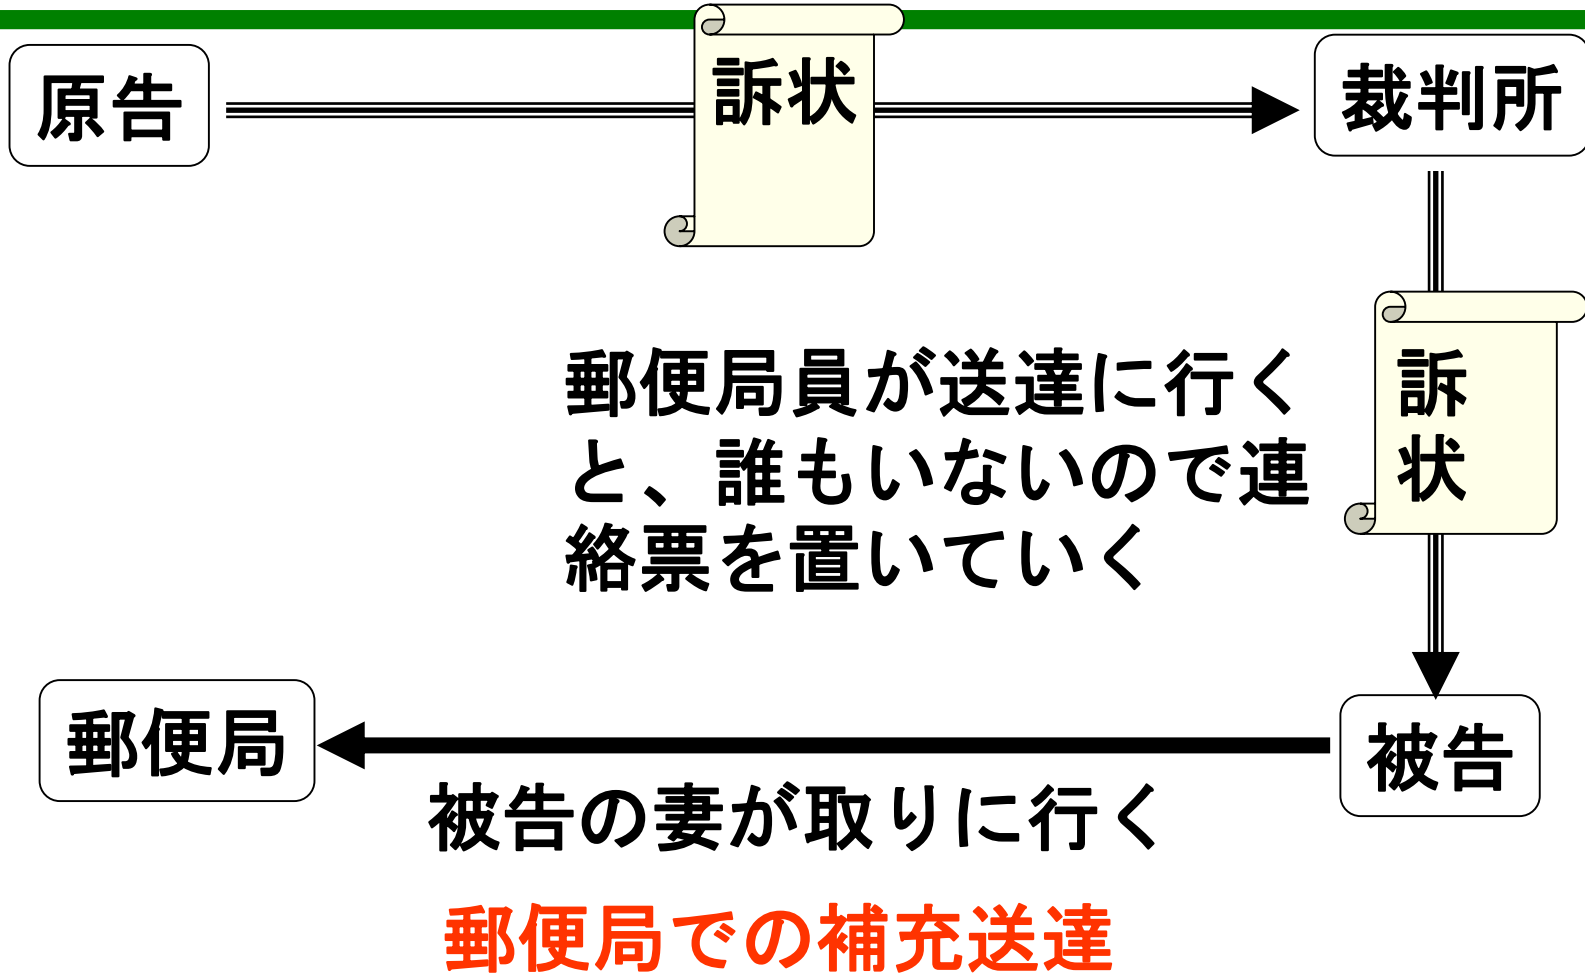 原告
訴状
裁判所
郵便局員が送達に行く
と、誰もいないので連
絡票を置いていく
訴
状
郵便局
被告
被告の妻が取りに行く
郵便局での補充送達